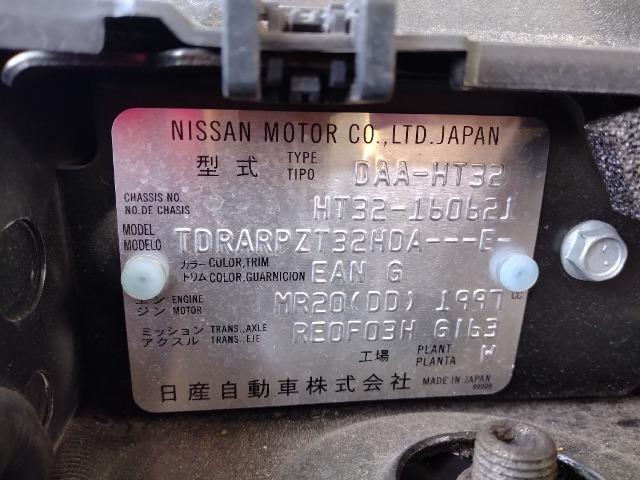 NISSAN MOTOR CO.,LTD.JAPAN
型式 TYPE TIPO DAA-HT32
CHASSIS NO. NO.DE CHASIS HT32-160621
MODEL MODELO TDRARPZT32HDA---E-
カラー COLOR,TRIM トリム COLOR,GUARNICION EAN G
エンジン ENGINE MOTOR MR20(DD) 1997 CC
ミッション アクスル TRANS.,AXLE TRANS.,EJE RE0F03H G163
工場 PLANT PLANTA W
日産自動車株式会社 MADE IN JAPAN